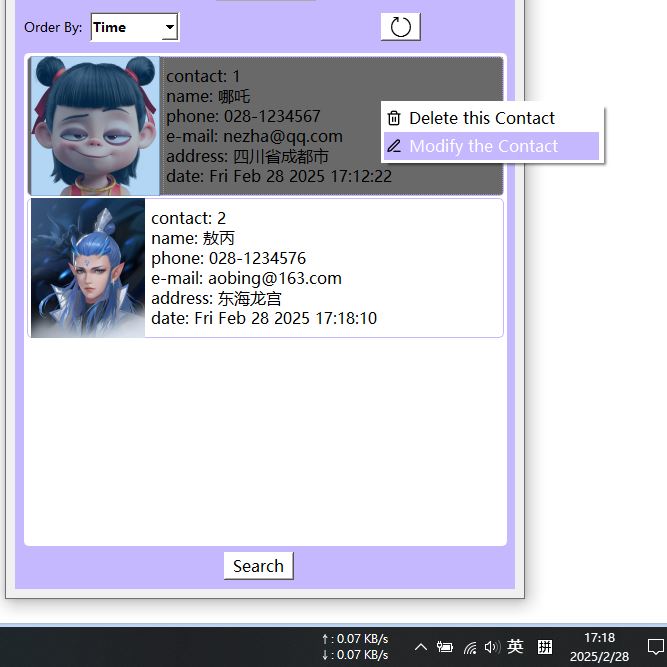 Order By: Time
contact: 1
name: 哪吒
phone: 028-1234567
e-mail: nezha@qq.com
address: 四川省成都市
date: Fri Feb 28 2025 17:12:22
Delete this Contact
Modify the Contact
contact: 2
name: 敖丙
phone: 028-1234576
e-mail: aobing@163.com
address: 东海龙宫
date: Fri Feb 28 2025 17:18:10
Search
↑: 0.07 KB/s
↓: 0.07 KB/s
英
17:18
2025/2/28